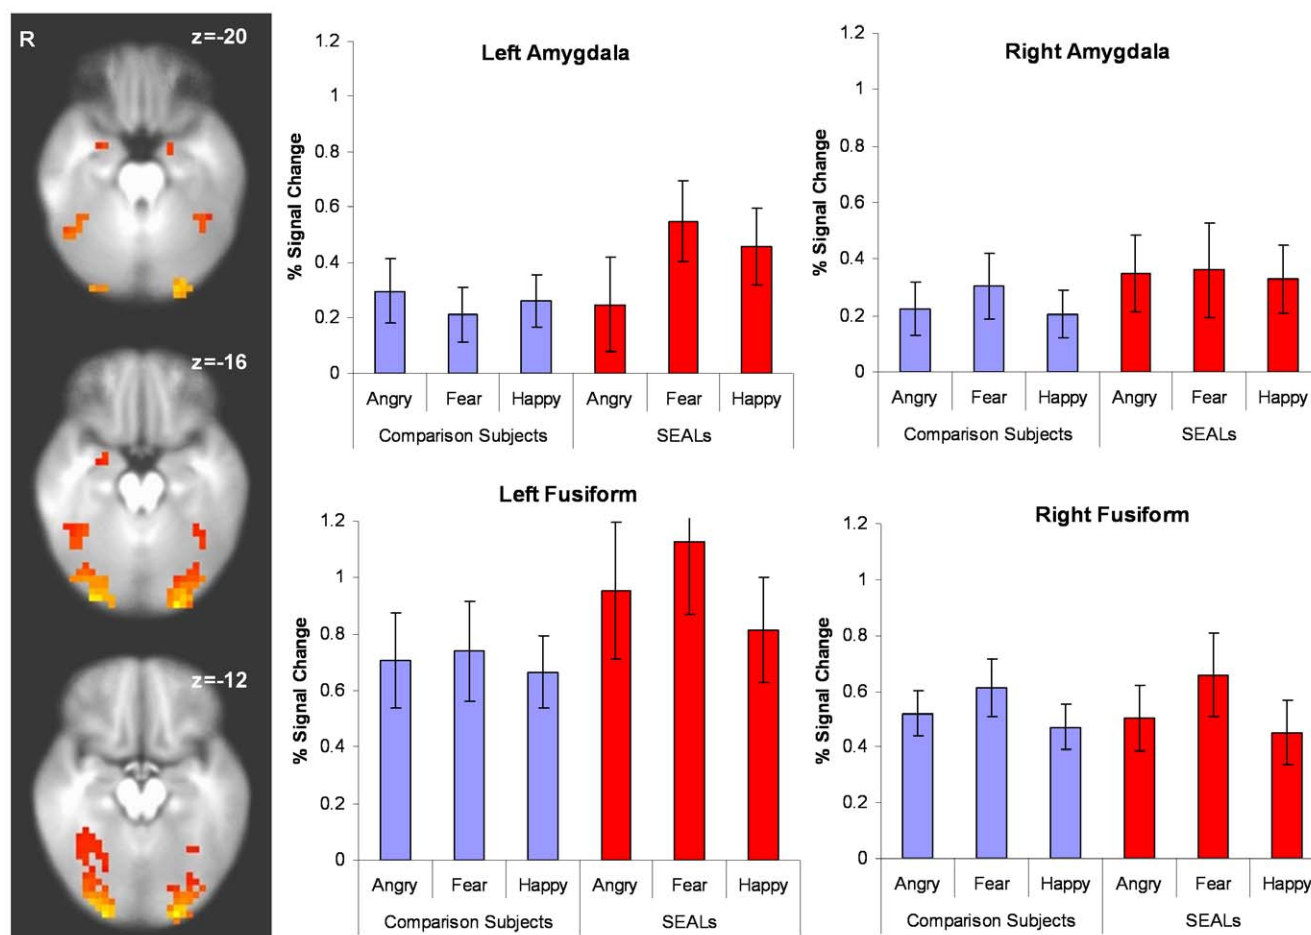 R
z=-20
z=-16
z=-12
Left Amygdala
% Signal Change
1.2
1
0.8
0.6
0.4
0.2
0
Angry Fear Happy Angry Fear Happy
Comparison Subjects SEALs
Right Amygdala
% Signal Change
1.2
1
0.8
0.6
0.4
0.2
0
Angry Fear Happy Angry Fear Happy
Comparison Subjects SEALs
Left Fusiform
% Signal Change
1.2
1
0.8
0.6
0.4
0.2
0
Angry Fear Happy Angry Fear Happy
Comparison Subjects SEALs
Right Fusiform
% Signal Change
1.2
1
0.8
0.6
0.4
0.2
0
Angry Fear Happy Angry Fear Happy
Comparison Subjects SEALs